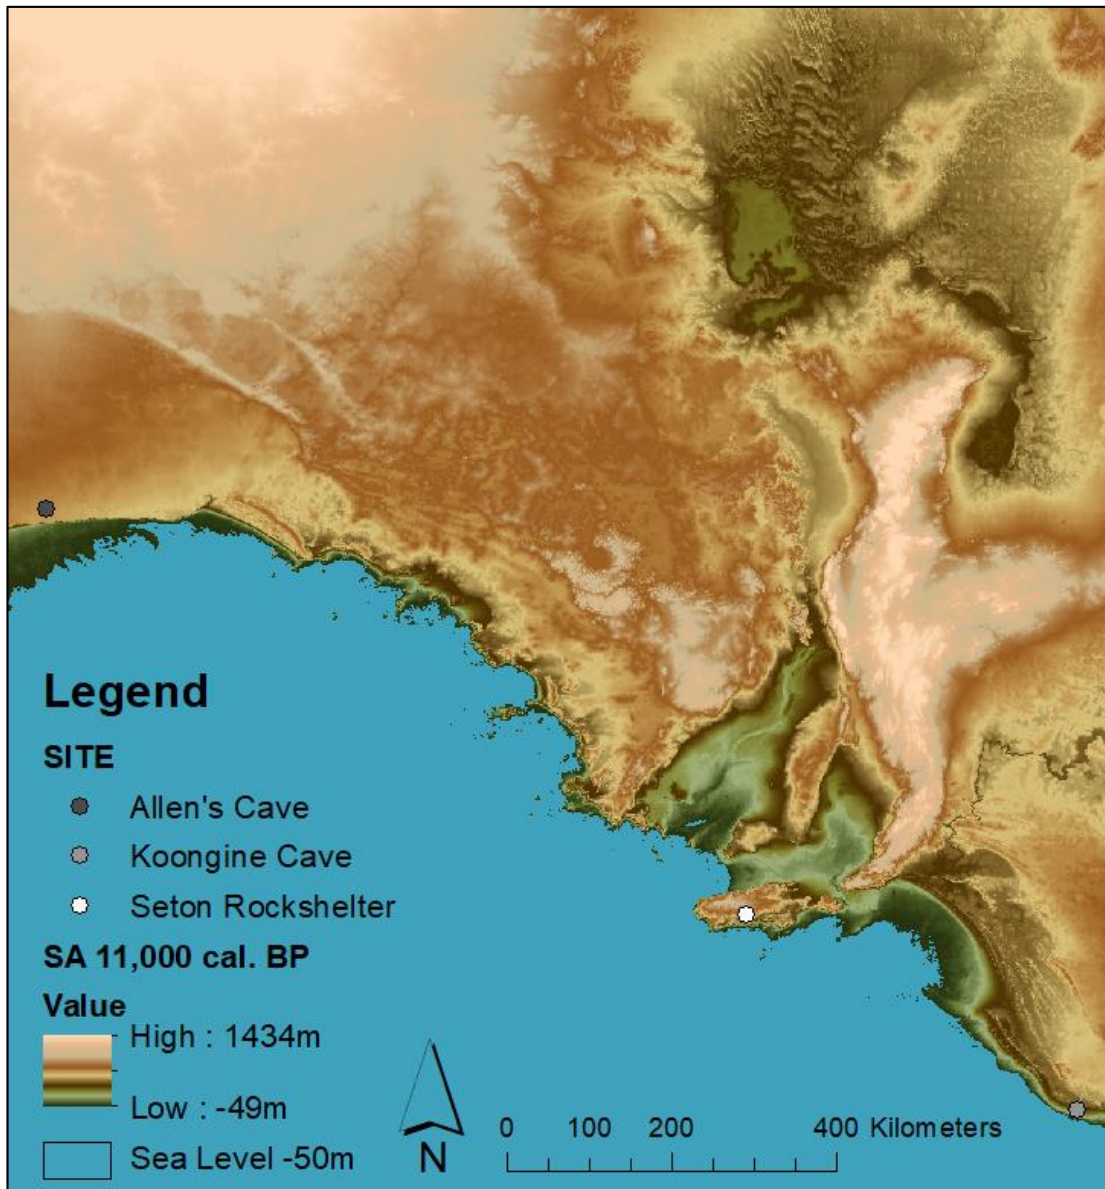 Legend
SITE
Allen's Cave
Koongine Cave
Seton Rockshelter
SA 11,000 cal. BP
Value
High : 1434m
Low : -49m
Sea Level -50m
N
0 100 200 400 Kilometers